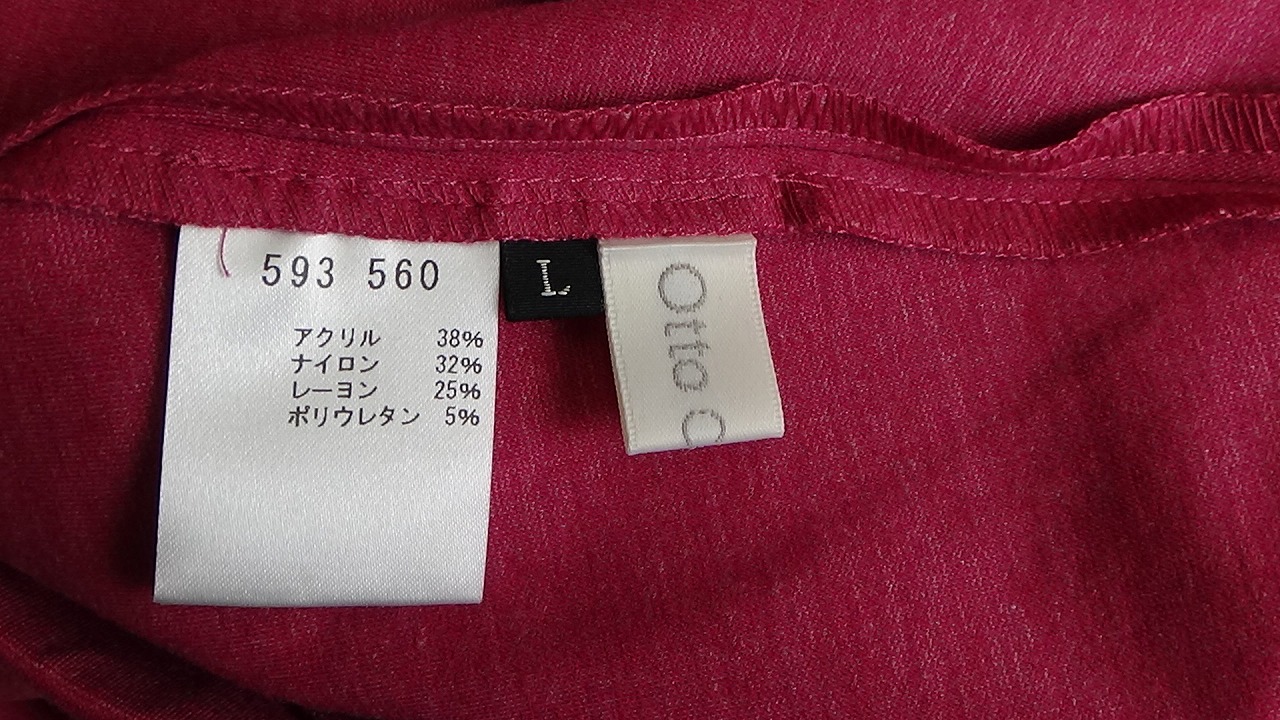 593 560
アクリル 38%
ナイロン 32%
レーヨン 25%
ポリウレタン 5%
L
Otto